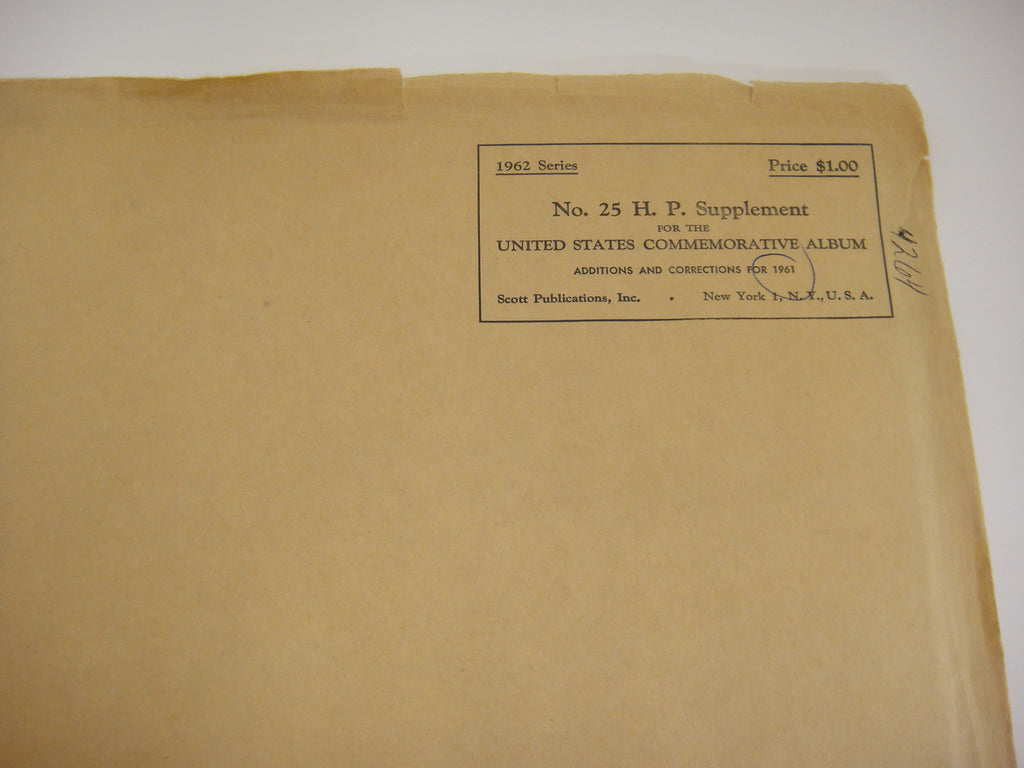 1962 Series Price $1.00
No. 25 H. P. Supplement
FOR THE
UNITED STATES COMMEMORATIVE ALBUM
ADDITIONS AND CORRECTIONS FOR 1961
Scott Publications, Inc. • New York 1, N.Y., U. S. A.
4264